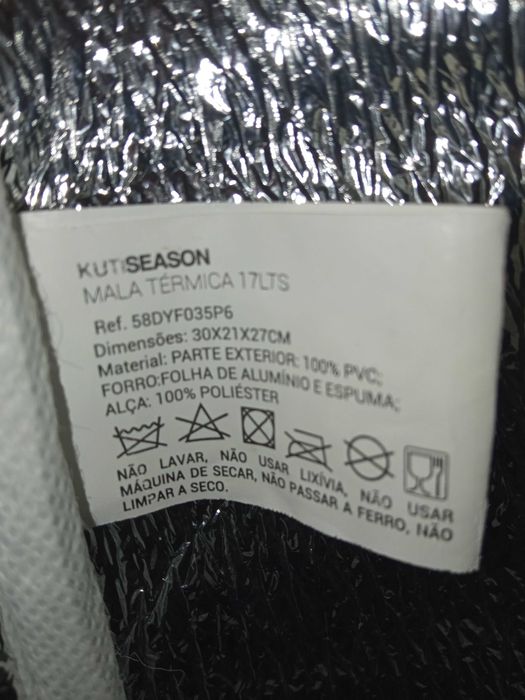 KUTISEASON
MALA TÉRMICA 17LTS
Ref. 58DYF035P6
Dimensões: 30X21X27CM
Material: PARTE EXTERIOR: 100% PVC;
FORRO:FOLHA DE ALUMÍNIO E ESPUMA;
ALÇA: 100% POLIÉSTER
NÃO LAVAR, NÃO USAR LIXÍVIA, NÃO USAR
MÁQUINA DE SECAR, NÃO PASSAR A FERRO, NÃO
LIMPAR A SECO.